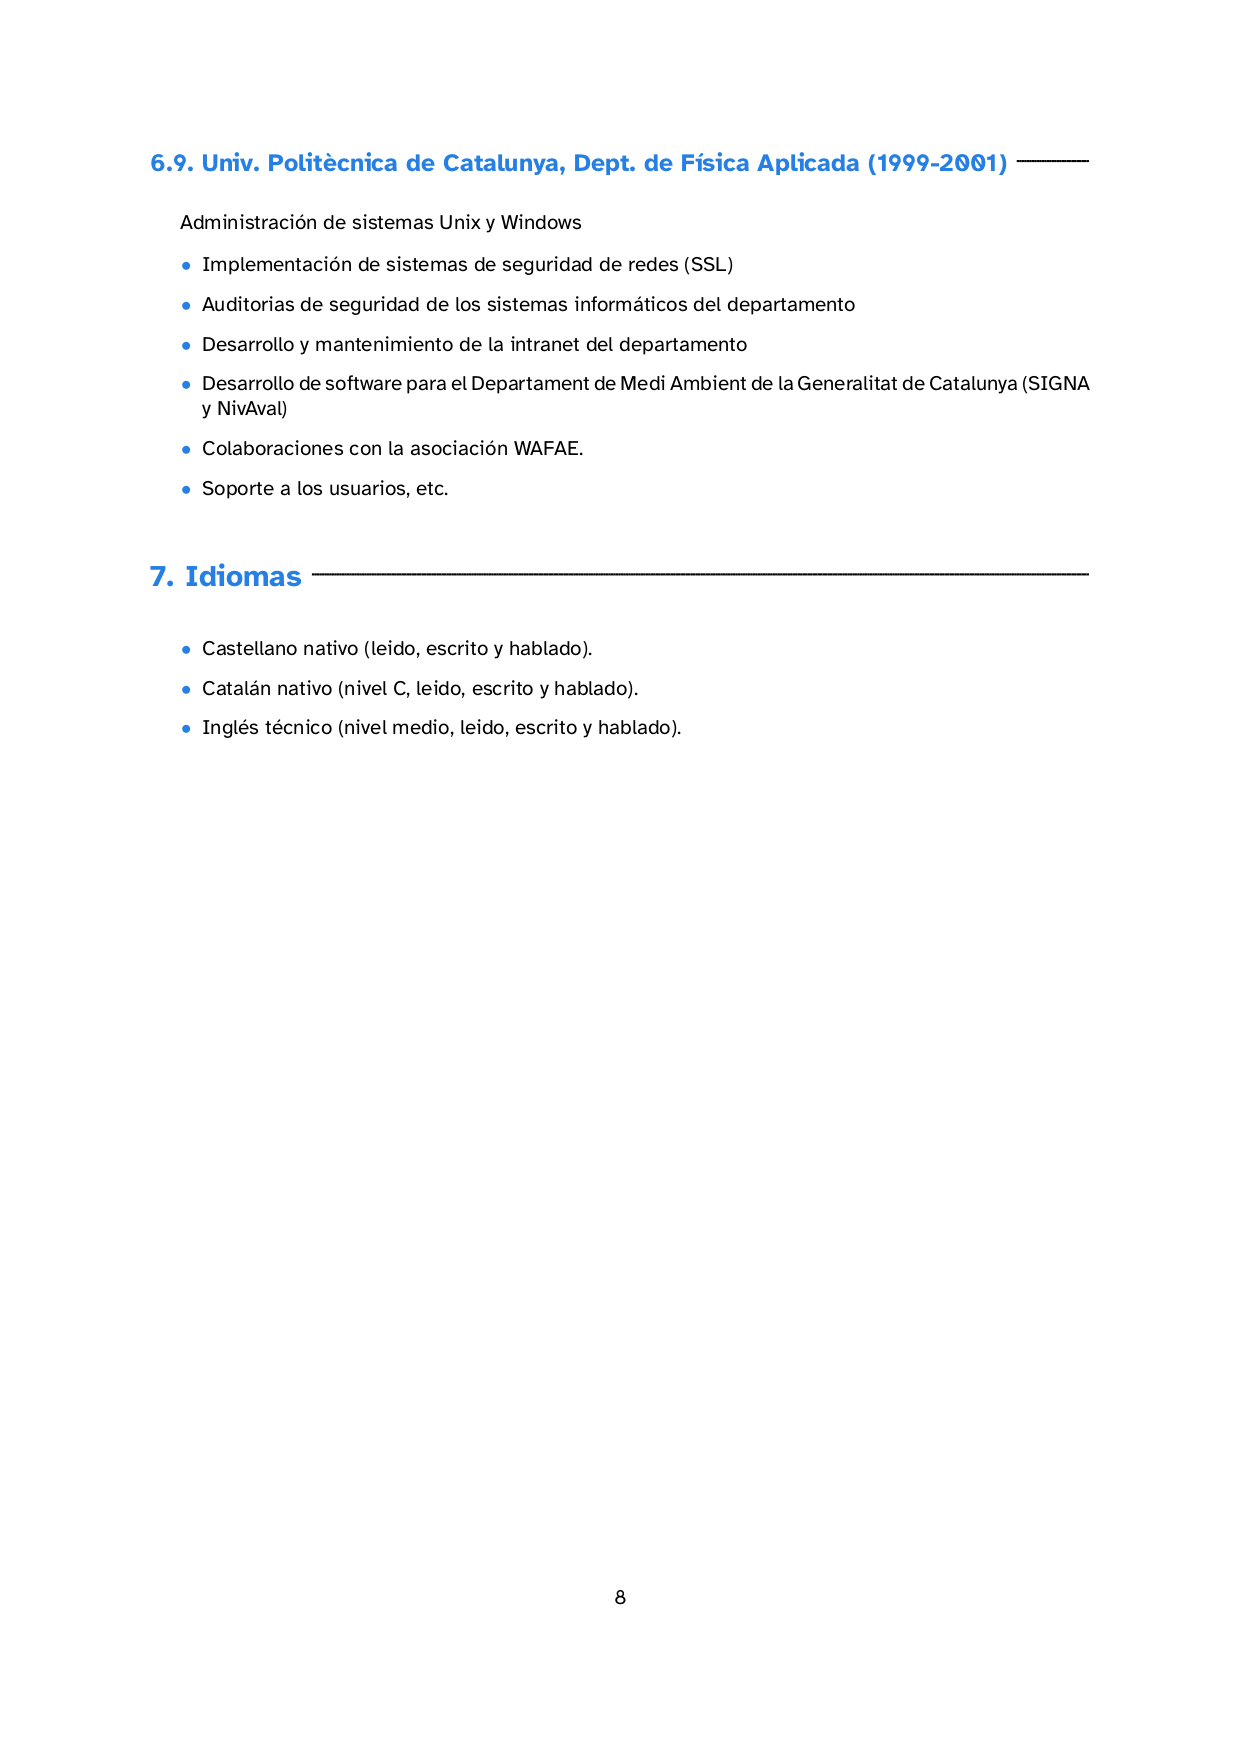 6.9. Univ. Politècnica de Catalunya, Dept. de Física Aplicada (1999-2001)
Administración de sistemas Unix y Windows
• Implementación de sistemas de seguridad de redes (SSL)
• Auditorias de seguridad de los sistemas informáticos del departamento
• Desarrollo y mantenimiento de la intranet del departamento
• Desarrollo de software para el Departament de Medi Ambient de la Generalitat de Catalunya (SIGNA
y NivAval)
• Colaboraciones con la asociación WAFAE.
• Soporte a los usuarios, etc.
7. Idiomas
• Castellano nativo (leido, escrito y hablado).
• Catalán nativo (nivel C, leido, escrito y hablado).
• Inglés técnico (nivel medio, leido, escrito y hablado).
8